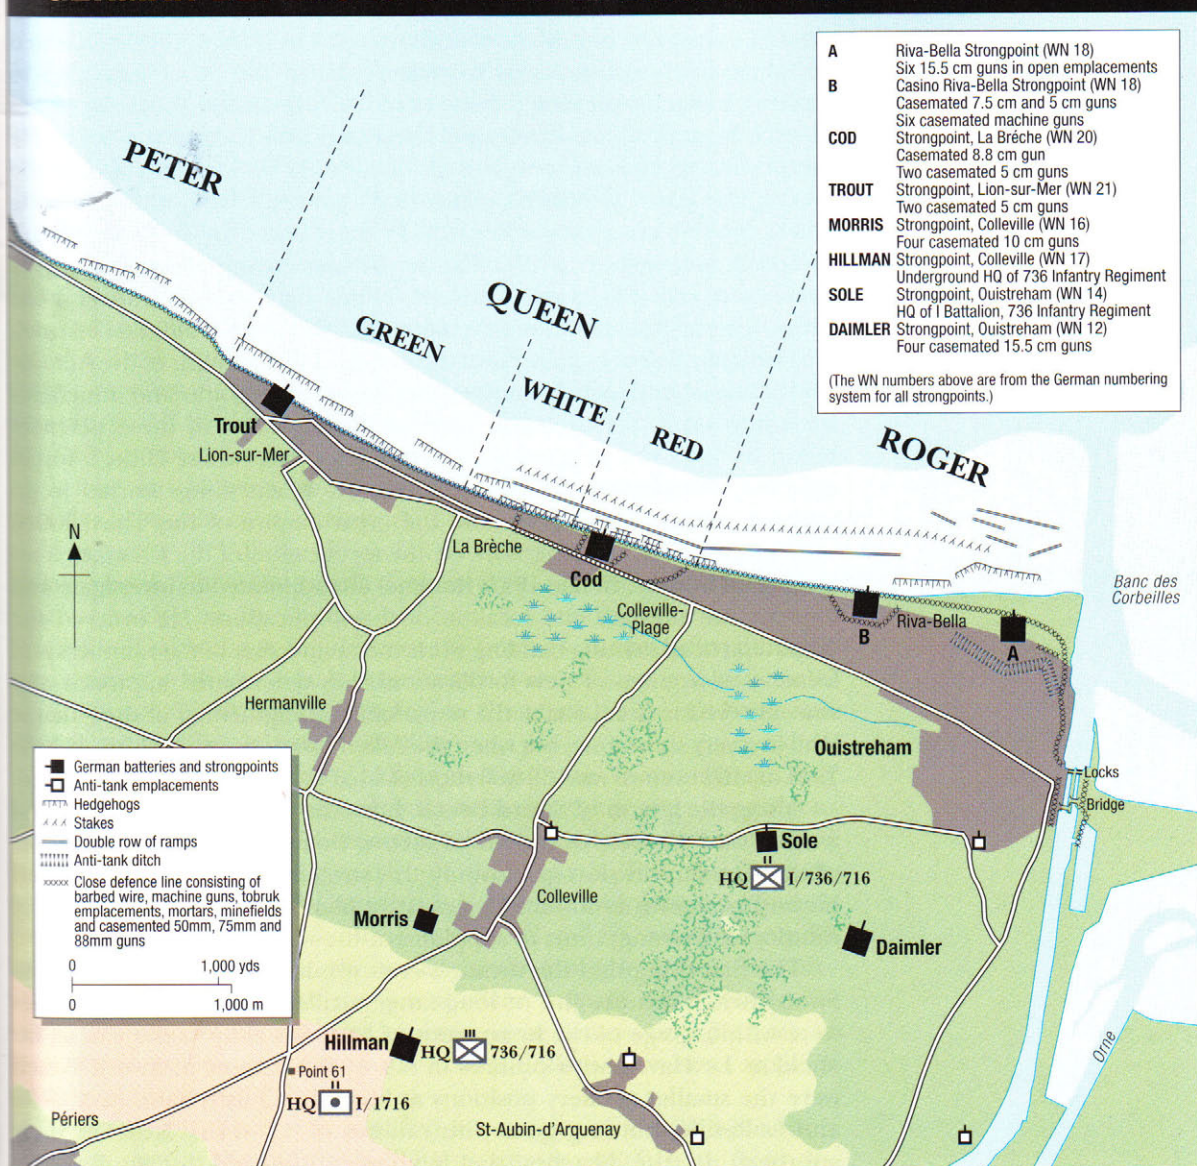 A Riva-Bella Strongpoint (WN 18)
Six 15.5 cm guns in open emplacements
B Casino Riva-Bella Strongpoint (WN 18)
Casemated 7.5 cm and 5 cm guns
Six casemated machine guns
COD Strongpoint, La Bréche (WN 20)
Casemated 8.8 cm gun
Two casemated 5 cm guns
TROUT Strongpoint, Lion-sur-Mer (WN 21)
Two casemated 5 cm guns
MORRIS Strongpoint, Colleville (WN 16)
Four casemated 10 cm guns
HILLMAN Strongpoint, Colleville (WN 17)
Underground HQ of 736 Infantry Regiment
SOLE Strongpoint, Ouistreham (WN 14)
HQ of I Battalion, 736 Infantry Regiment
DAIMLER Strongpoint, Ouistreham (WN 12)
Four casemated 15.5 cm guns
(The WN numbers above are from the German numbering
system for all strongpoints.)
PETER
QUEEN
GREEN
WHITE
RED
ROGER
Trout
Lion-sur-Mer
La Brèche
Cod
Colleville-
Plage
B
Riva-Bella
A
Banc des
Corbeilles
N
Hermanville
Ouistreham
Locks
Bridge
German batteries and strongpoints
Anti-tank emplacements
Hedgehogs
Stakes
Double row of ramps
Anti-tank ditch
Close defence line consisting of
barbed wire, machine guns, tobruk
emplacements, mortars, minefields
and casemented 50mm, 75mm and
88mm guns
0 1,000 yds
0 1,000 m
Sole
HQ I/736/716
Colleville
Morris
Daimler
Hillman
HQ 736/716
Point 61
HQ I/1716
Périers
St-Aubin-d'Arquenay
Orne